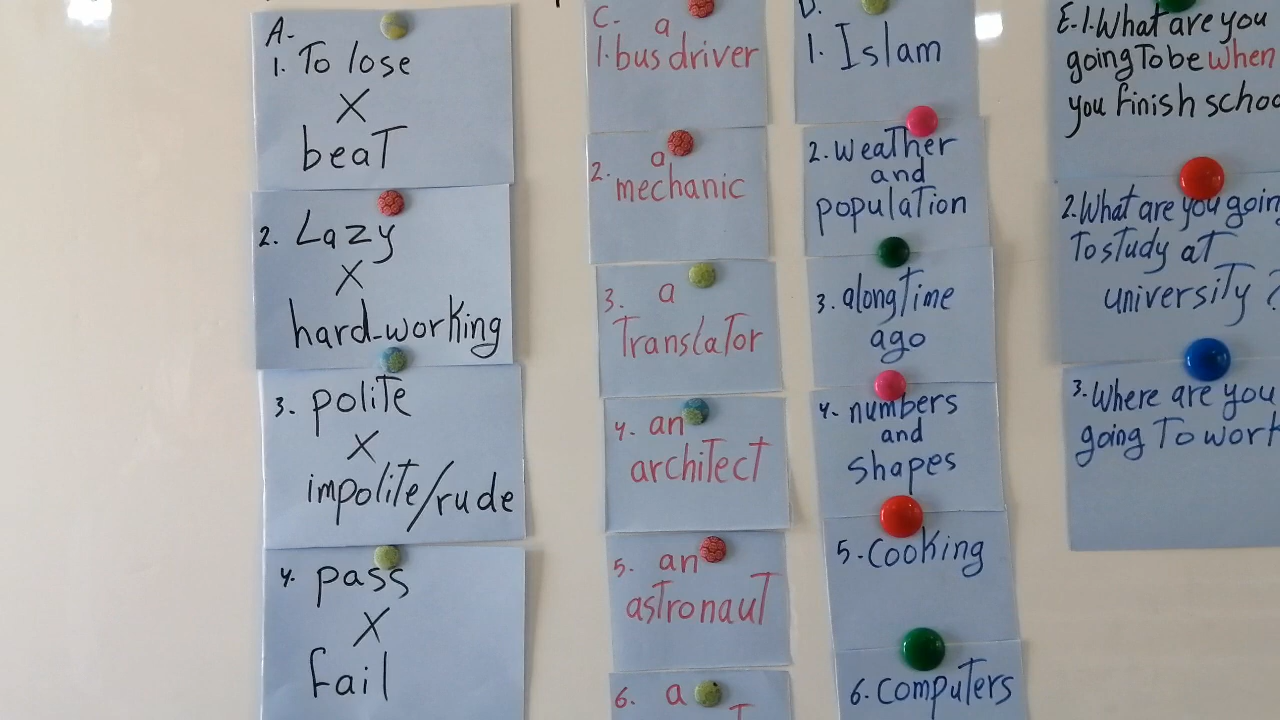 A-
1. To lose
X
beat
2. Lazy
X
hard-working
3. polite
X
impolite/rude
4. pass
X
fail
C- a
1. bus driver
2. a
mechanic
3. a
Translator
4. an
architect
5. an
astronaut
6. a
D.
1. Islam
2. Weather
and
population
3. along time
ago
4- numbers
and
shapes
5- Cooking
6. Computers
E-1. What are you
going To be when
you finish
2. What are you
To study at
university ?
3. Where are you
going To work